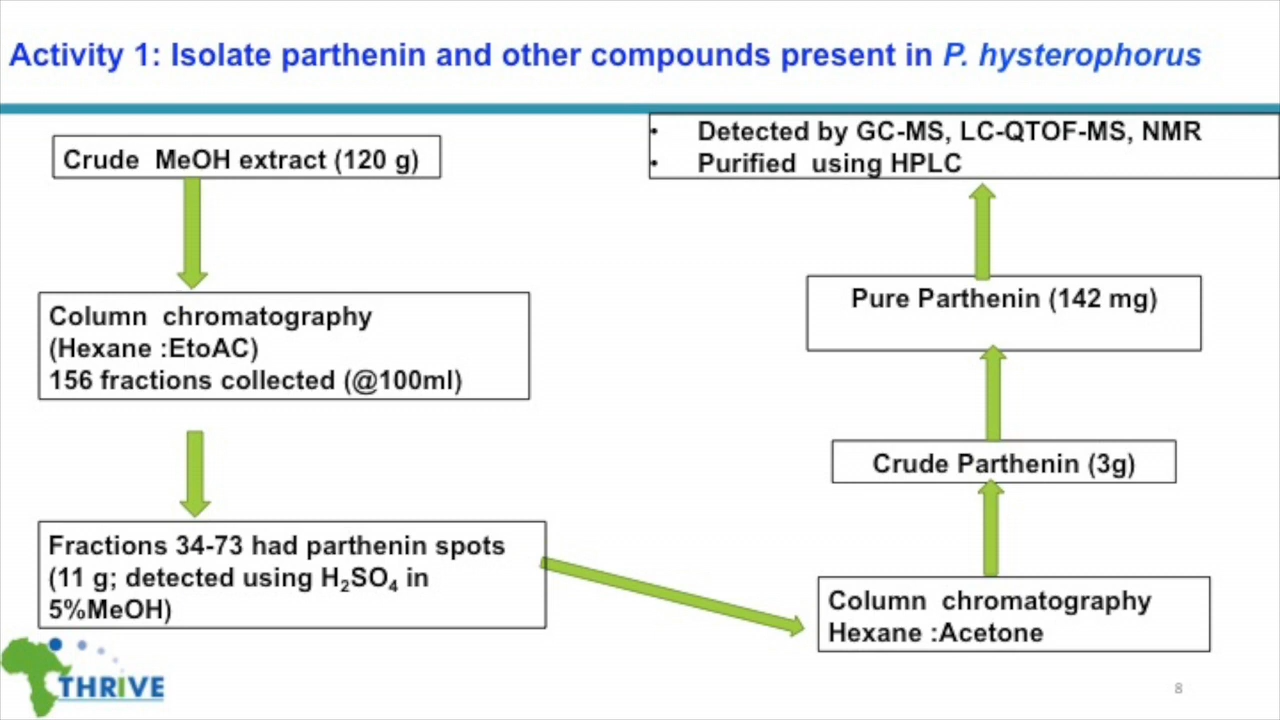 Activity 1: Isolate parthenin and other compounds present in P. hysterophorus
Crude MeOH extract (120 g)
Column chromatography
(Hexane :EtoAC)
156 fractions collected (@100ml)
Fractions 34-73 had parthenin spots
(11 g; detected using H₂SO₄ in
5%MeOH)
Column chromatography
Hexane :Acetone
Crude Parthenin (3g)
Pure Parthenin (142 mg)
• Detected by GC-MS, LC-QTOF-MS, NMR
• Purified using HPLC
THRIVE
8